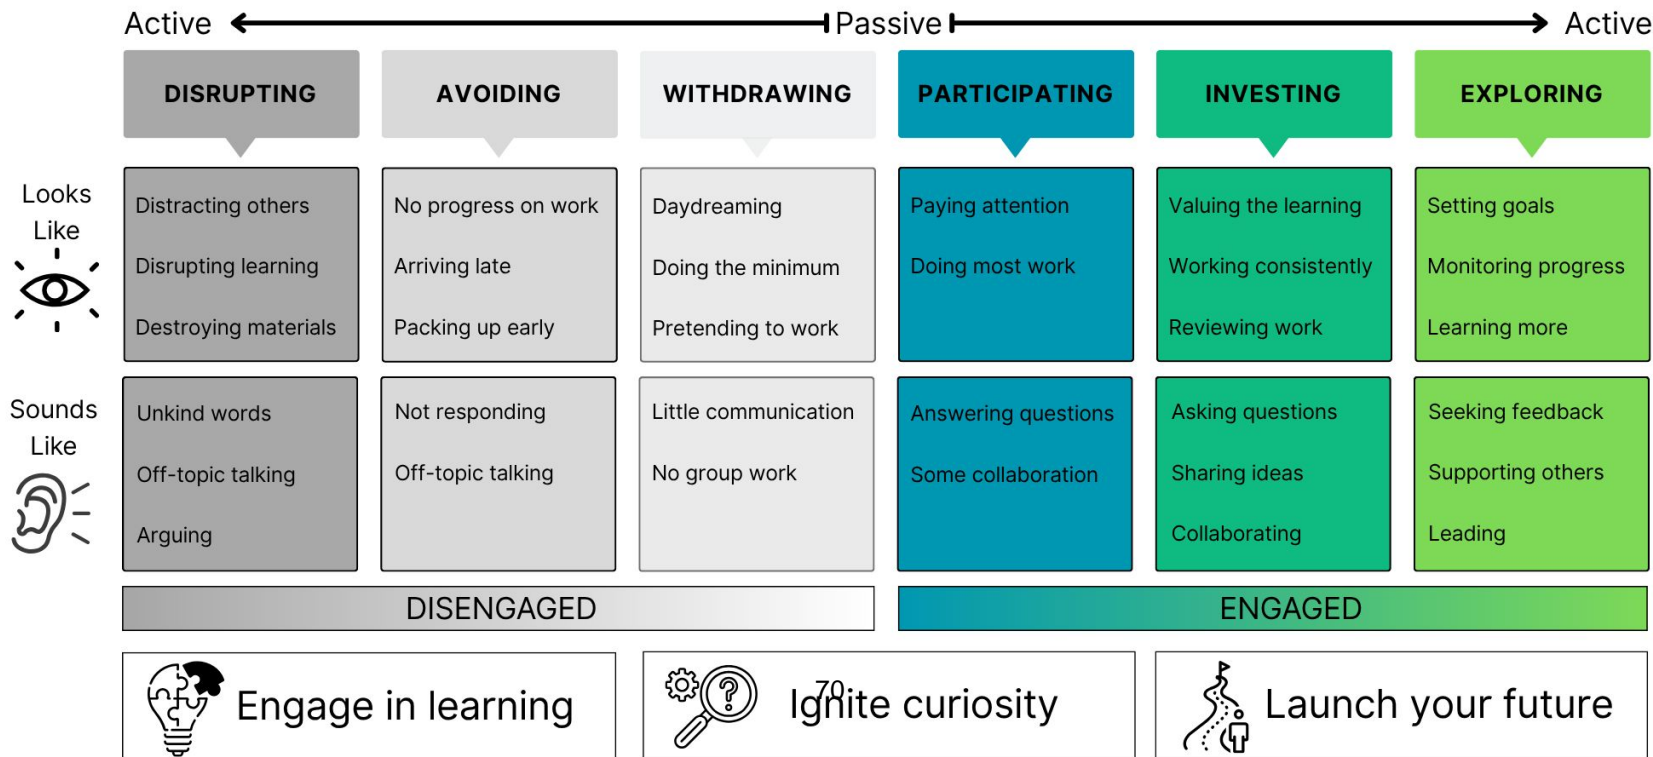 Active Passive Active
DISRUPTING AVOIDING WITHDRAWING PARTICIPATING INVESTING EXPLORING
Looks
Like
Distracting others
Disrupting learning
Destroying materials
No progress on work
Arriving late
Packing up early
Daydreaming
Doing the minimum
Pretending to work
Paying attention
Doing most work
Valuing the learning
Working consistently
Reviewing work
Setting goals
Monitoring progress
Learning more
Sounds
Like
Unkind words
Off-topic talking
Arguing
Not responding
Off-topic talking
Little communication
No group work
Answering questions
Some collaboration
Asking questions
Sharing ideas
Collaborating
Seeking feedback
Supporting others
Leading
DISENGAGED
ENGAGED
Engage in learning
?
Ignite curiosity
70
Launch your future